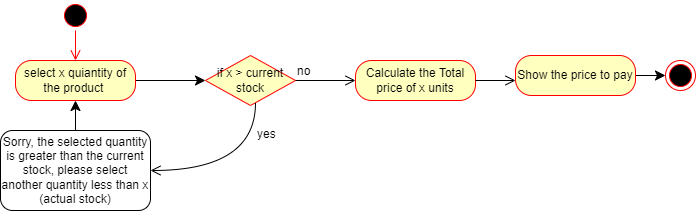 select x quiantity of
the product
if x > current
stock
no
yes
Calculate the Total
price of x units
Show the price to pay
Sorry, the selected quantity
is greater than the current
stock, please select
another quantity less than x
(actual stock)